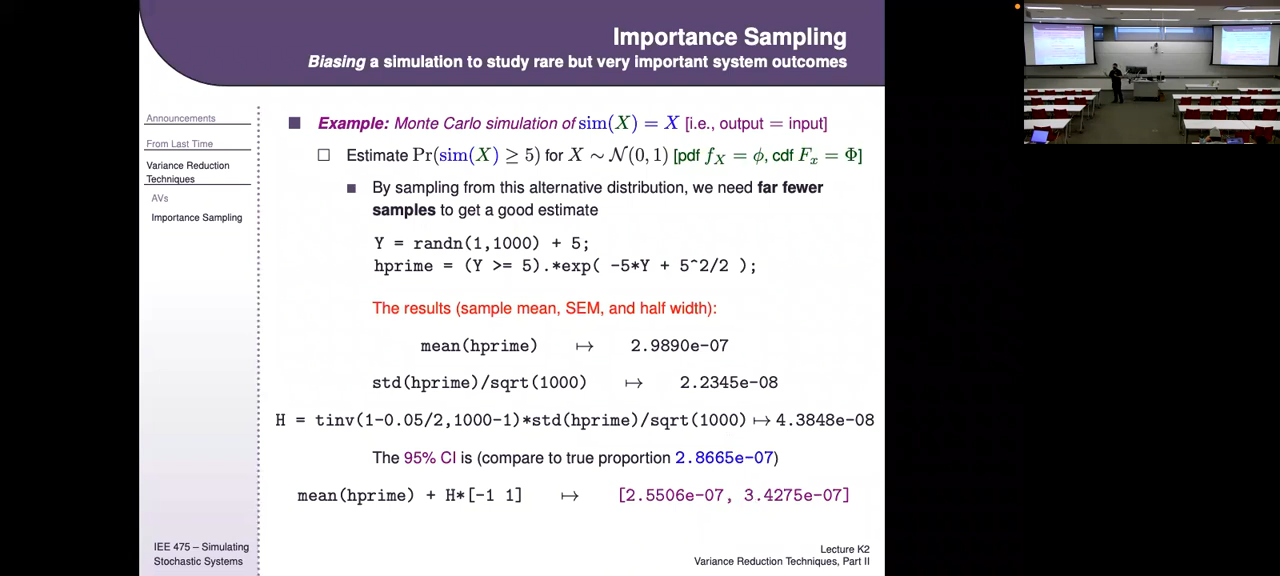 Importance Sampling
Biasing a simulation to study rare but very important system outcomes
Announcements
From Last Time
Variance Reduction
Techniques
AVs
Importance Sampling
Example: Monte Carlo simulation of sim(X) = X [i.e., output = input]
Estimate Pr(sim(X) ≥ 5) for X ∼ 𝒩(0, 1) [pdf f_X = ϕ, cdf F_x = Φ]
By sampling from this alternative distribution, we need far fewer
samples to get a good estimate
Y = randn(1,1000) + 5;
hprime = (Y >= 5).*exp( -5*Y + 5^2/2 );
The results (sample mean, SEM, and half width):
mean(hprime) ↦ 2.9890e-07
std(hprime)/sqrt(1000) ↦ 2.2345e-08
H = tinv(1-0.05/2,1000-1)*std(hprime)/sqrt(1000) ↦ 4.3848e-08
The 95% CI is (compare to true proportion 2.8665e-07)
mean(hprime) + H*[-1 1] ↦ [2.5506e-07, 3.4275e-07]
IEE 475 – Simulating
Stochastic Systems
Lecture K2
Variance Reduction Techniques, Part II